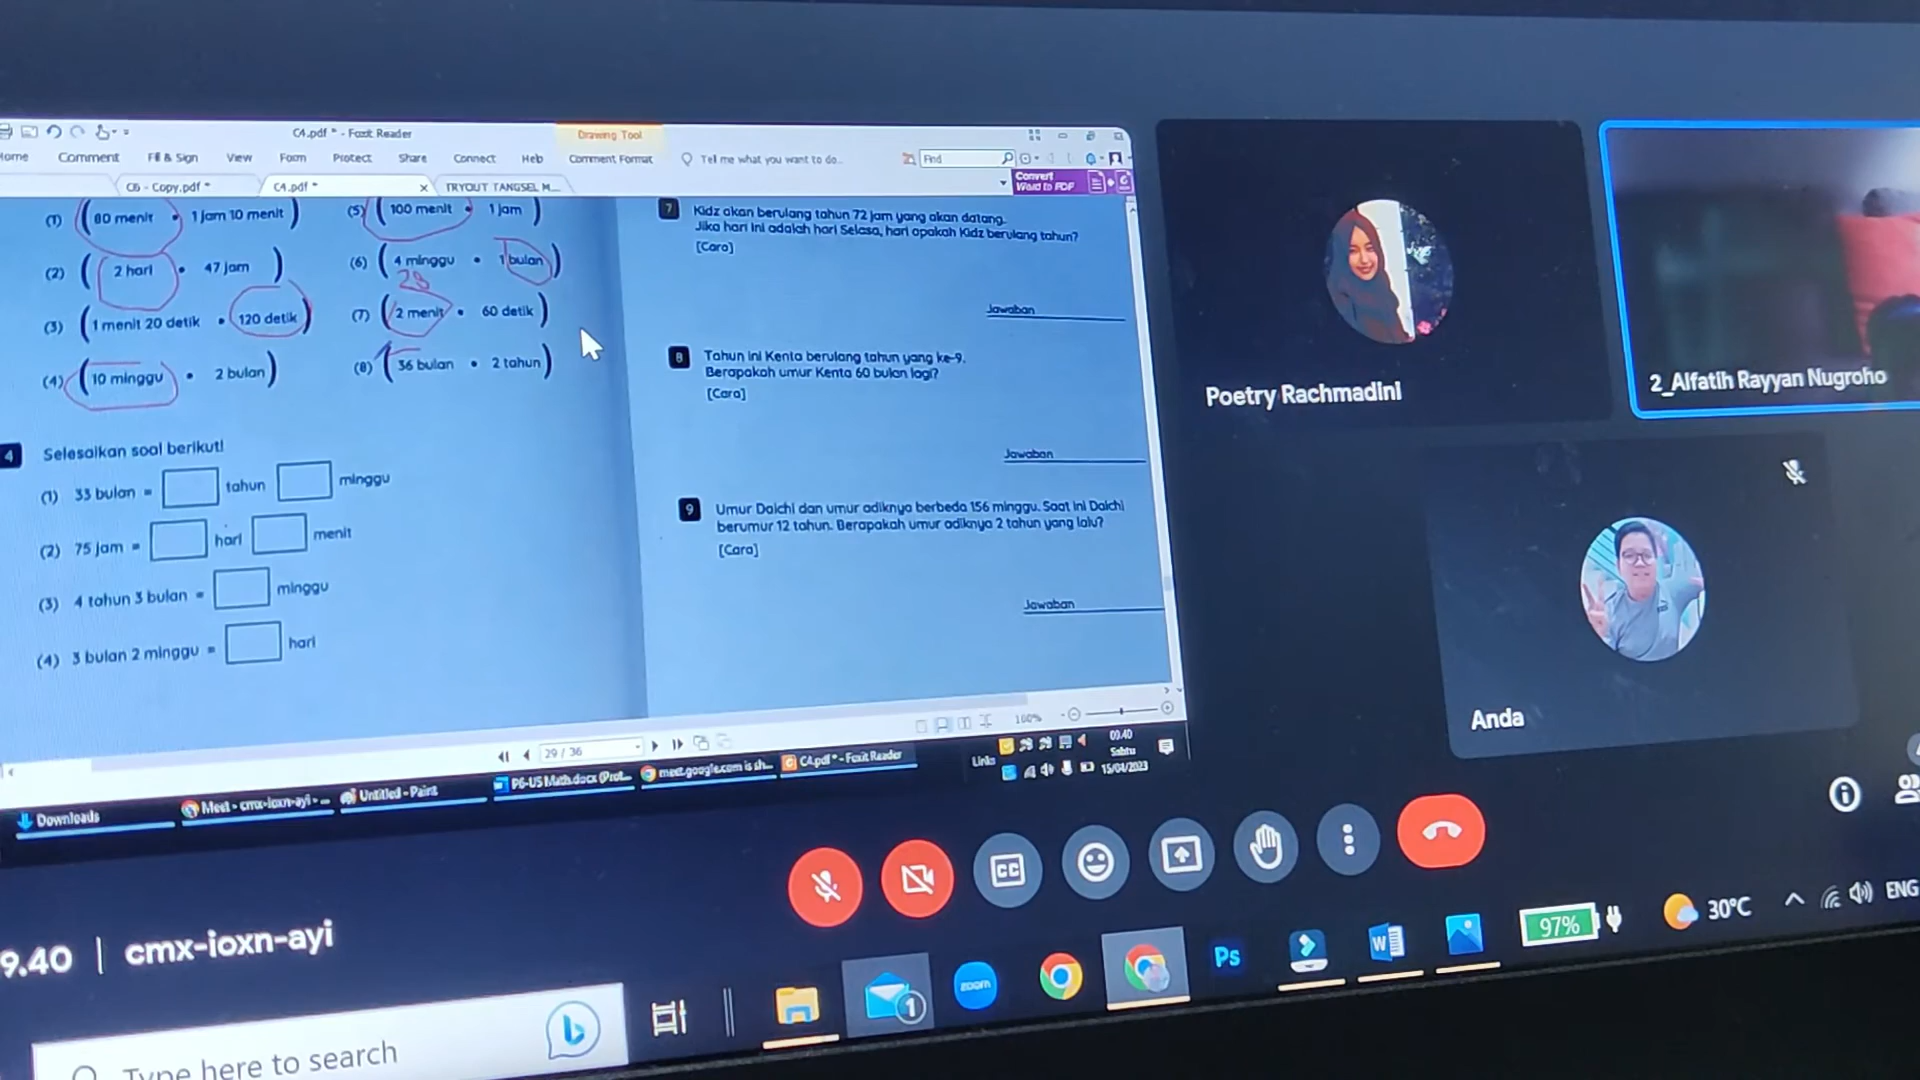 C4.pdf * - Foxit Reader
Drawing Tool
Home Comment Fill & Sign View Form Protect Share Connect Help Comment Format Tell me what you want to do.. Find
C6 - Copy.pdf * C4.pdf * TRYOUT TANGSEL M...
Convert
Word to PDF
(1) (80 menit • 1 jam 10 menit)
(2) (2 hari • 47 jam)
(3) (1 menit 20 detik • 120 detik)
(4) (10 minggu • 2 bulan)
(5) (100 menit • 1 jam)
(6) (4 minggu • 1 bulan)
28
(7) (2 menit • 60 detik)
(8) (36 bulan • 2 tahun)
4 Selesaikan soal berikut!
(1) 33 bulan = tahun minggu
(2) 75 jam = hari menit
(3) 4 tahun 3 bulan = minggu
(4) 3 bulan 2 minggu = hari
7 Kidz akan berulang tahun 72 jam yang akan datang.
Jika hari ini adalah hari Selasa, hari apakah Kidz berulang tahun?
[Cara]
Jawaban
8 Tahun ini Kenta berulang tahun yang ke-9.
Berapakah umur Kenta 60 bulan lagi?
[Cara]
Jawaban
9 Umur Daichi dan umur adiknya berbeda 156 minggu. Saat ini Daichi
berumur 12 tahun. Berapakah umur adiknya 2 tahun yang lalu?
[Cara]
Jawaban
29 / 36
160%
Downloads Meet - cmx-ioxn-ayi - ... Untitled - Paint P6-US Math.docx (Prot... meet.google.com is sh... C4.pdf * - Foxit Reader
Links
09.40
Sabtu
15/04/2023
Poetry Rachmadini
2_Alfatih Rayyan Nugroho
Anda
CC
9.40 | cmx-ioxn-ayi
Type here to search
1
zoom
Ps
W
97%
30°C
ENG